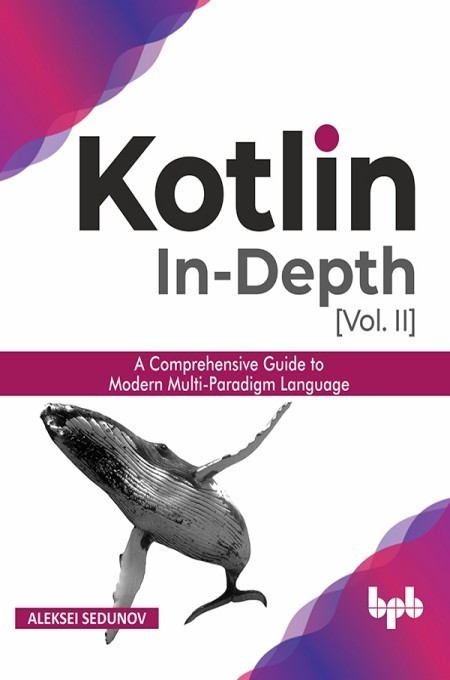 Kotlin
In-Depth
[Vol. II]
A Comprehensive Guide to
Modern Multi-Paradigm Language
ALEKSEI SEDUNOV
bpb